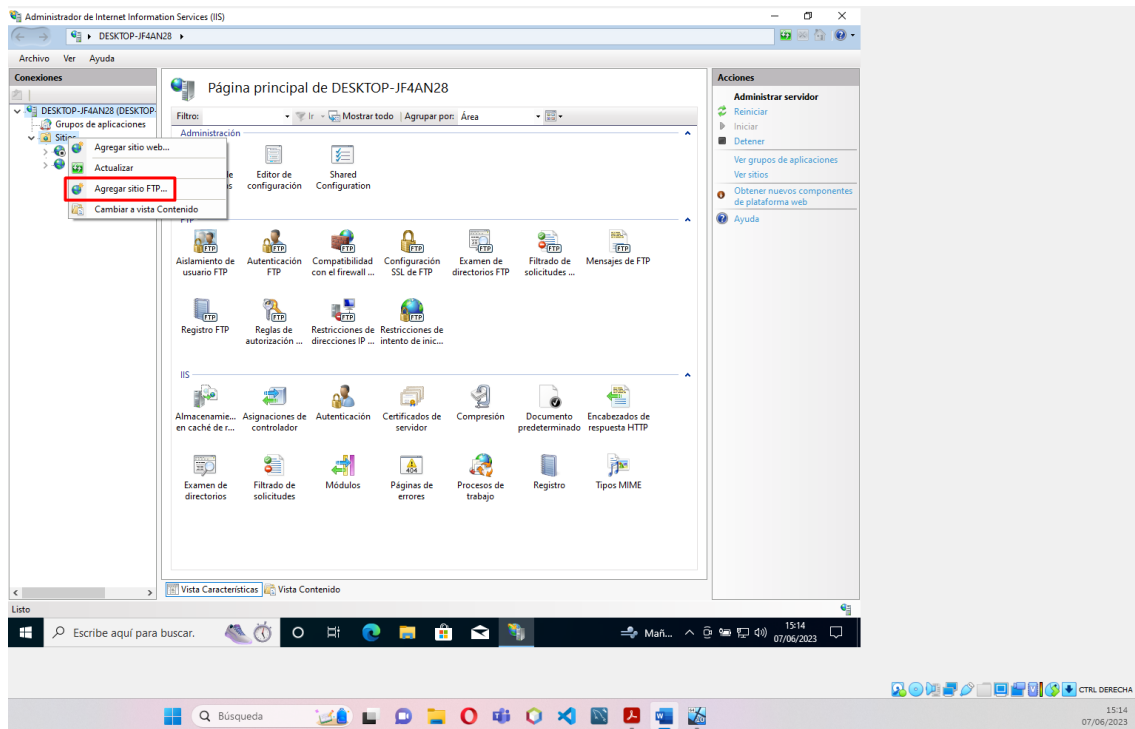 Administrador de Internet Information Services (IIS)
DESKTOP-JF4AN28
Archivo Ver Ayuda
Conexiones
DESKTOP-JF4AN28 (DESKTOP-
Grupos de aplicaciones
Sitios
Agregar sitio web...
Actualizar
Agregar sitio FTP...
Cambiar a vista Contenido
Página principal de DESKTOP-JF4AN28
Filtro: Ir Mostrar todo Agrupar por: Área
Administración
Editor de
configuración
Shared
Configuration
FTP
Aislamiento de
usuario FTP
Autenticación
FTP
Compatibilidad
con el firewall ...
Configuración
SSL de FTP
Examen de
directorios FTP
Filtrado de
solicitudes ...
Mensajes de FTP
Registro FTP
Reglas de
autorización ...
Restricciones de
direcciones IP ...
Restricciones de
intento de inic...
IIS
Almacenamie...
en caché de r...
Asignaciones de
controlador
Autenticación
Certificados de
servidor
Compresión
Documento
predeterminado
Encabezados de
respuesta HTTP
Examen de
directorios
Filtrado de
solicitudes
Módulos
404
Páginas de
errores
Procesos de
trabajo
Registro
Tipos MIME
Vista Características Vista Contenido
Acciones
Administrar servidor
Reiniciar
Iniciar
Detener
Ver grupos de aplicaciones
Ver sitios
Obtener nuevos componentes
de plataforma web
Ayuda
Listo
Escribe aquí para buscar.
Mañ...
15:14
07/06/2023
CTRL DERECHA
Búsqueda
15:14
07/06/2023